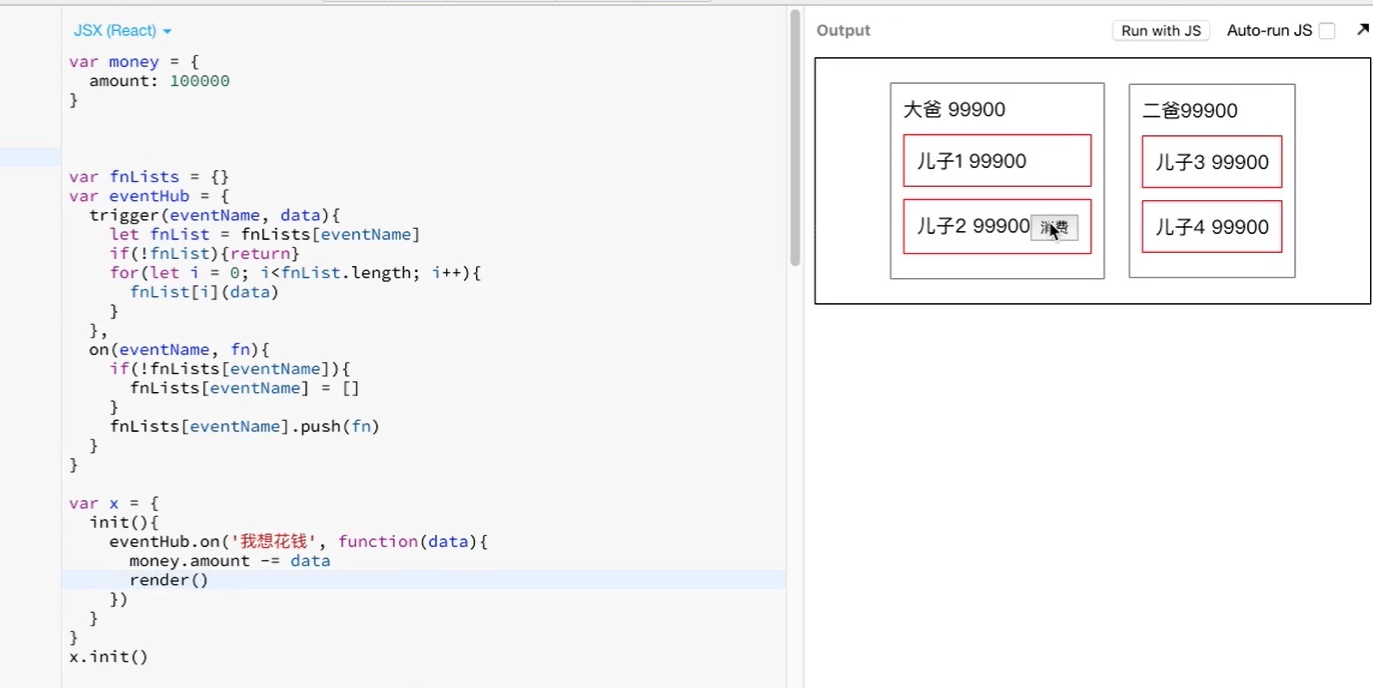 JSX (React)
var money = {
  amount: 100000
}
var fnLists = {}
var eventHub = {
  trigger(eventName, data){
    let fnList = fnLists[eventName]
    if(!fnList){return}
    for(let i = 0; i<fnList.length; i++){
      fnList[i](data)
    }
  },
  on(eventName, fn){
    if(!fnLists[eventName]){
      fnLists[eventName] = []
    }
    fnLists[eventName].push(fn)
  }
}
var x = {
  init(){
    eventHub.on('我想花钱', function(data){
      money.amount -= data
      render()
    })
  }
}
x.init()
Output
Run with JS
Auto-run JS
大爸 99900
儿子1 99900
儿子2 99900
消费
二爸99900
儿子3 99900
儿子4 99900